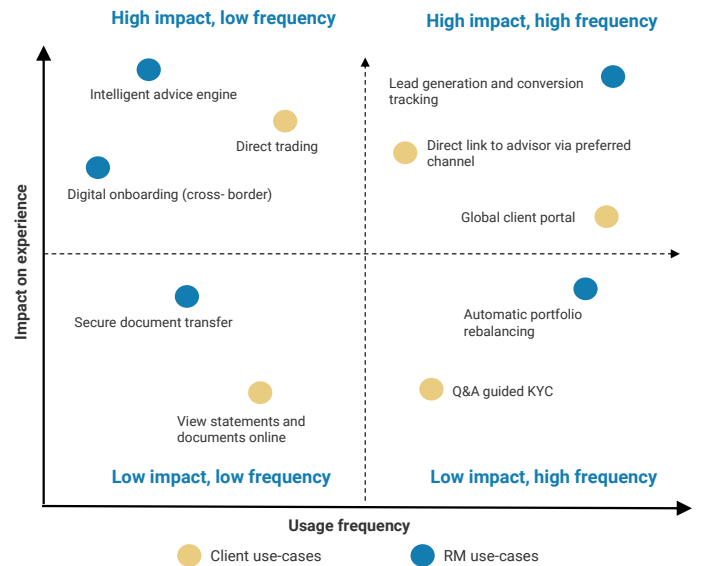 High impact, low frequency
High impact, high frequency
Intelligent advice engine
Direct trading
Digital onboarding (cross- border)
Lead generation and conversion
tracking
Direct link to advisor via preferred
channel
Global client portal
Impact on experience
Secure document transfer
View statements and
documents online
Automatic portfolio
rebalancing
Q&A guided KYC
Low impact, low frequency
Low impact, high frequency
Usage frequency
Client use-cases
RM use-cases